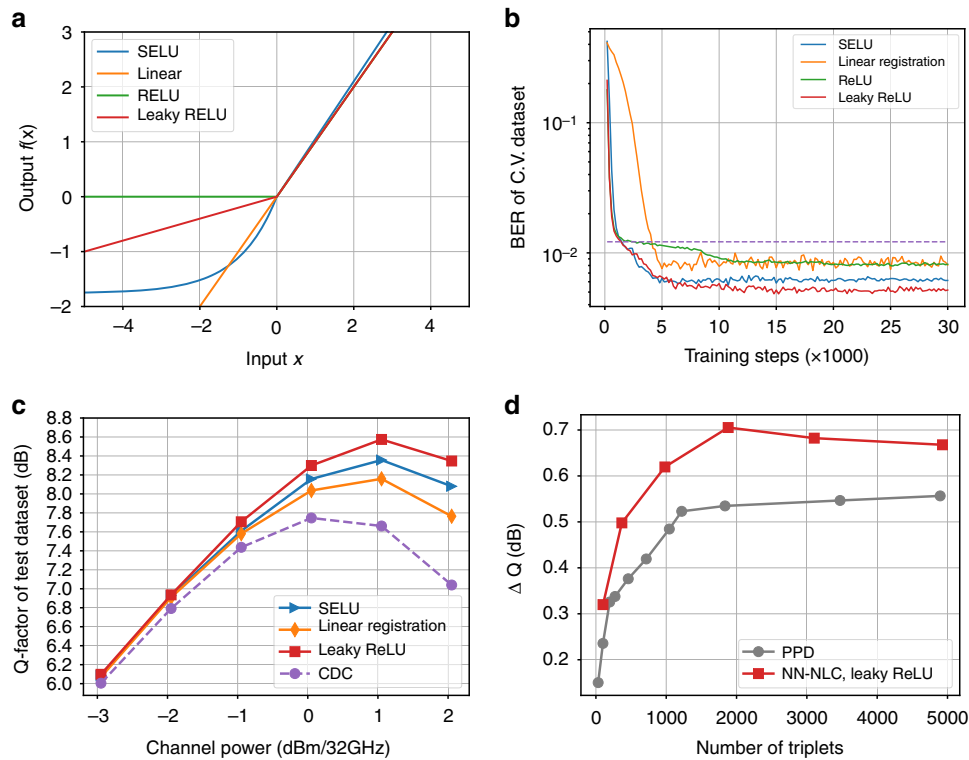 a
3
2
1
0
−1
−2
Output f(x)
SELU
Linear
RELU
Leaky RELU
−4
−2
0
2
4
Input x
b
10−1
10−2
BER of C.V. dataset
SELU
Linear registration
ReLU
Leaky ReLU
0
5
10
15
20
25
30
Training steps (×1000)
c
8.8
8.6
8.4
8.2
8.0
7.8
7.6
7.4
7.2
7.0
6.8
6.6
6.4
6.2
6.0
Q-factor of test dataset (dB)
SELU
Linear registration
Leaky ReLU
CDC
−3
−2
−1
0
1
2
Channel power (dBm/32GHz)
d
0.7
0.6
0.5
0.4
0.3
0.2
Δ Q (dB)
PPD
NN-NLC, leaky ReLU
0
1000
2000
3000
4000
5000
Number of triplets